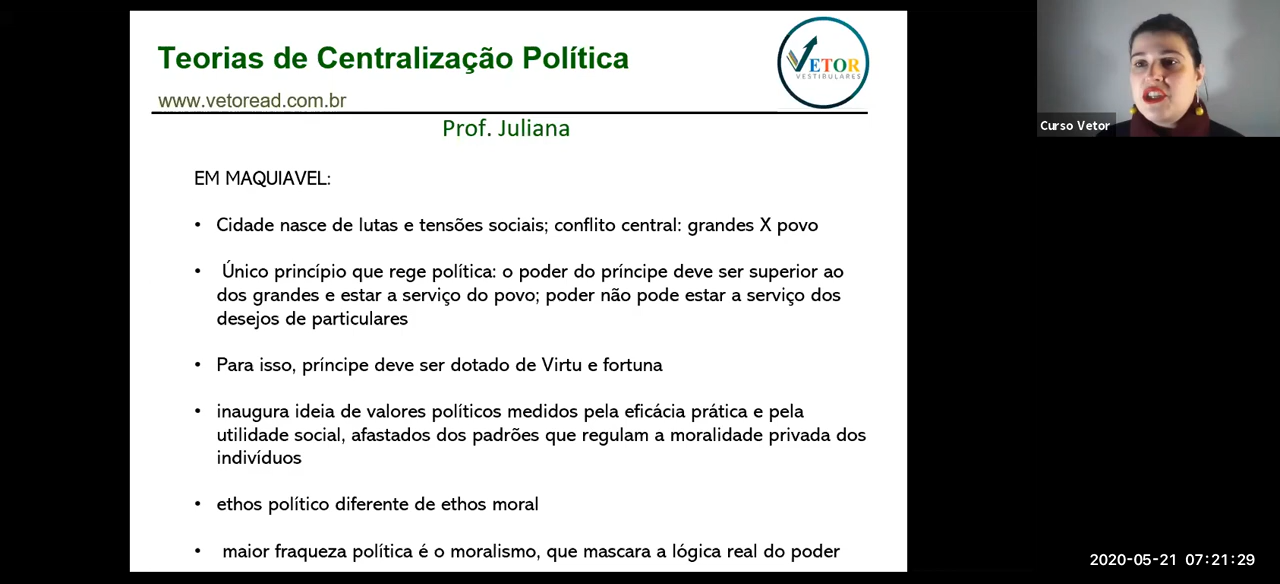 Teorias de Centralização Política
VETOR
VESTIBULARES
www.vetoread.com.br
Prof. Juliana
Curso Vetor
EM MAQUIAVEL:
• Cidade nasce de lutas e tensões sociais; conflito central: grandes X povo
• Único princípio que rege política: o poder do príncipe deve ser superior ao
dos grandes e estar a serviço do povo; poder não pode estar a serviço dos
desejos de particulares
• Para isso, príncipe deve ser dotado de Virtu e fortuna
• inaugura ideia de valores políticos medidos pela eficácia prática e pela
utilidade social, afastados dos padrões que regulam a moralidade privada dos
indivíduos
• ethos político diferente de ethos moral
• maior fraqueza política é o moralismo, que mascara a lógica real do poder
2020-05-21 07:21:29